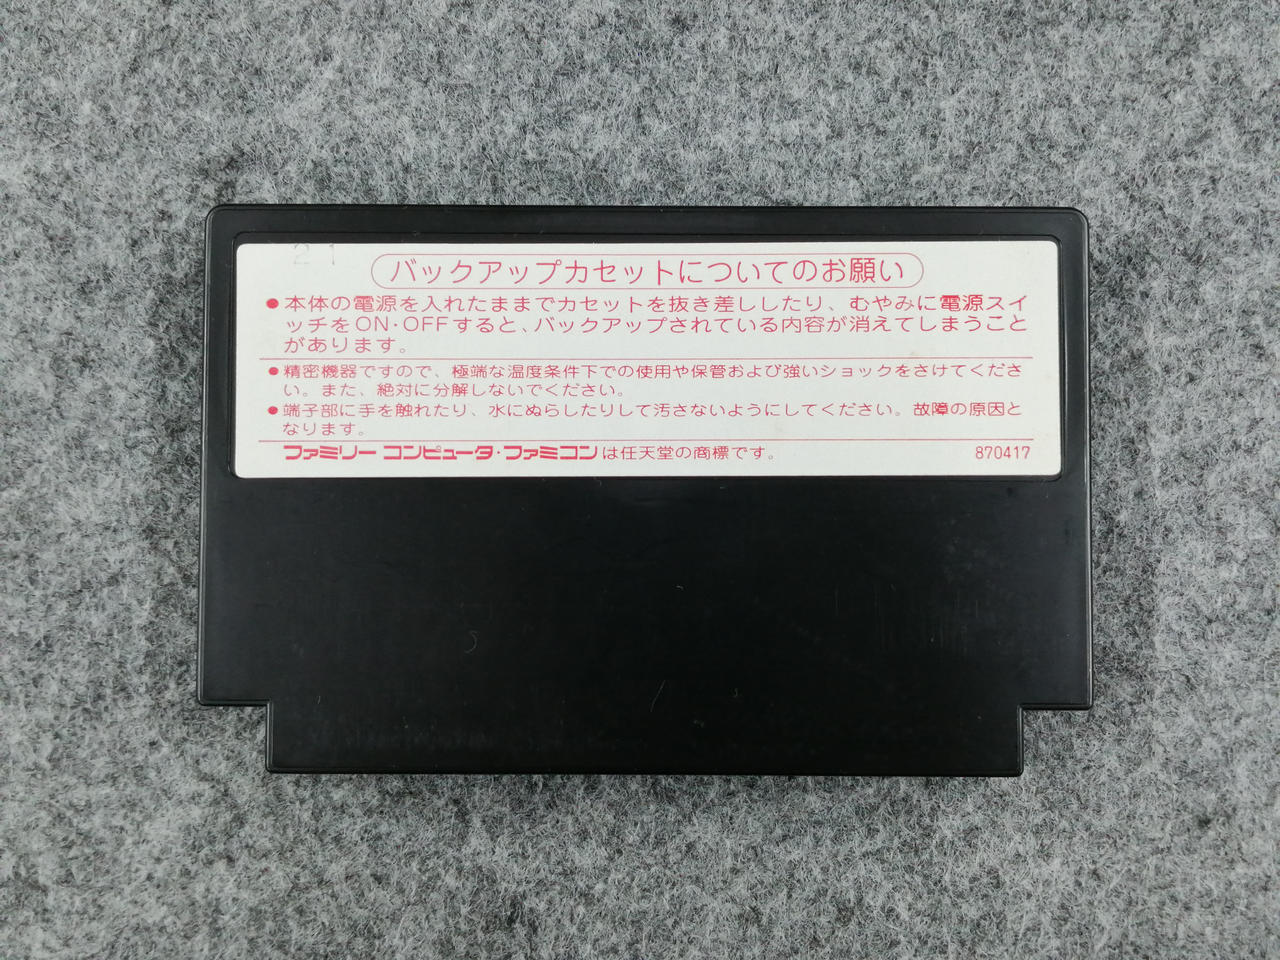 21
バックアップカセットについてのお願い
●本体の電源を入れたままでカセットを抜き差ししたり、むやみに電源スイ
ッチをON・OFFすると、バックアップされている内容が消えてしまうこと
があります。
●精密機器ですので、極端な温度条件下での使用や保管および強いショックをさけてくださ
い。また、絶対に分解しないでください。
●端子部に手を触れたり、水にぬらしたりして汚さないようにしてください。故障の原因と
なります。
ファミリーコンピュータ・ファミコンは任天堂の商標です。 870417